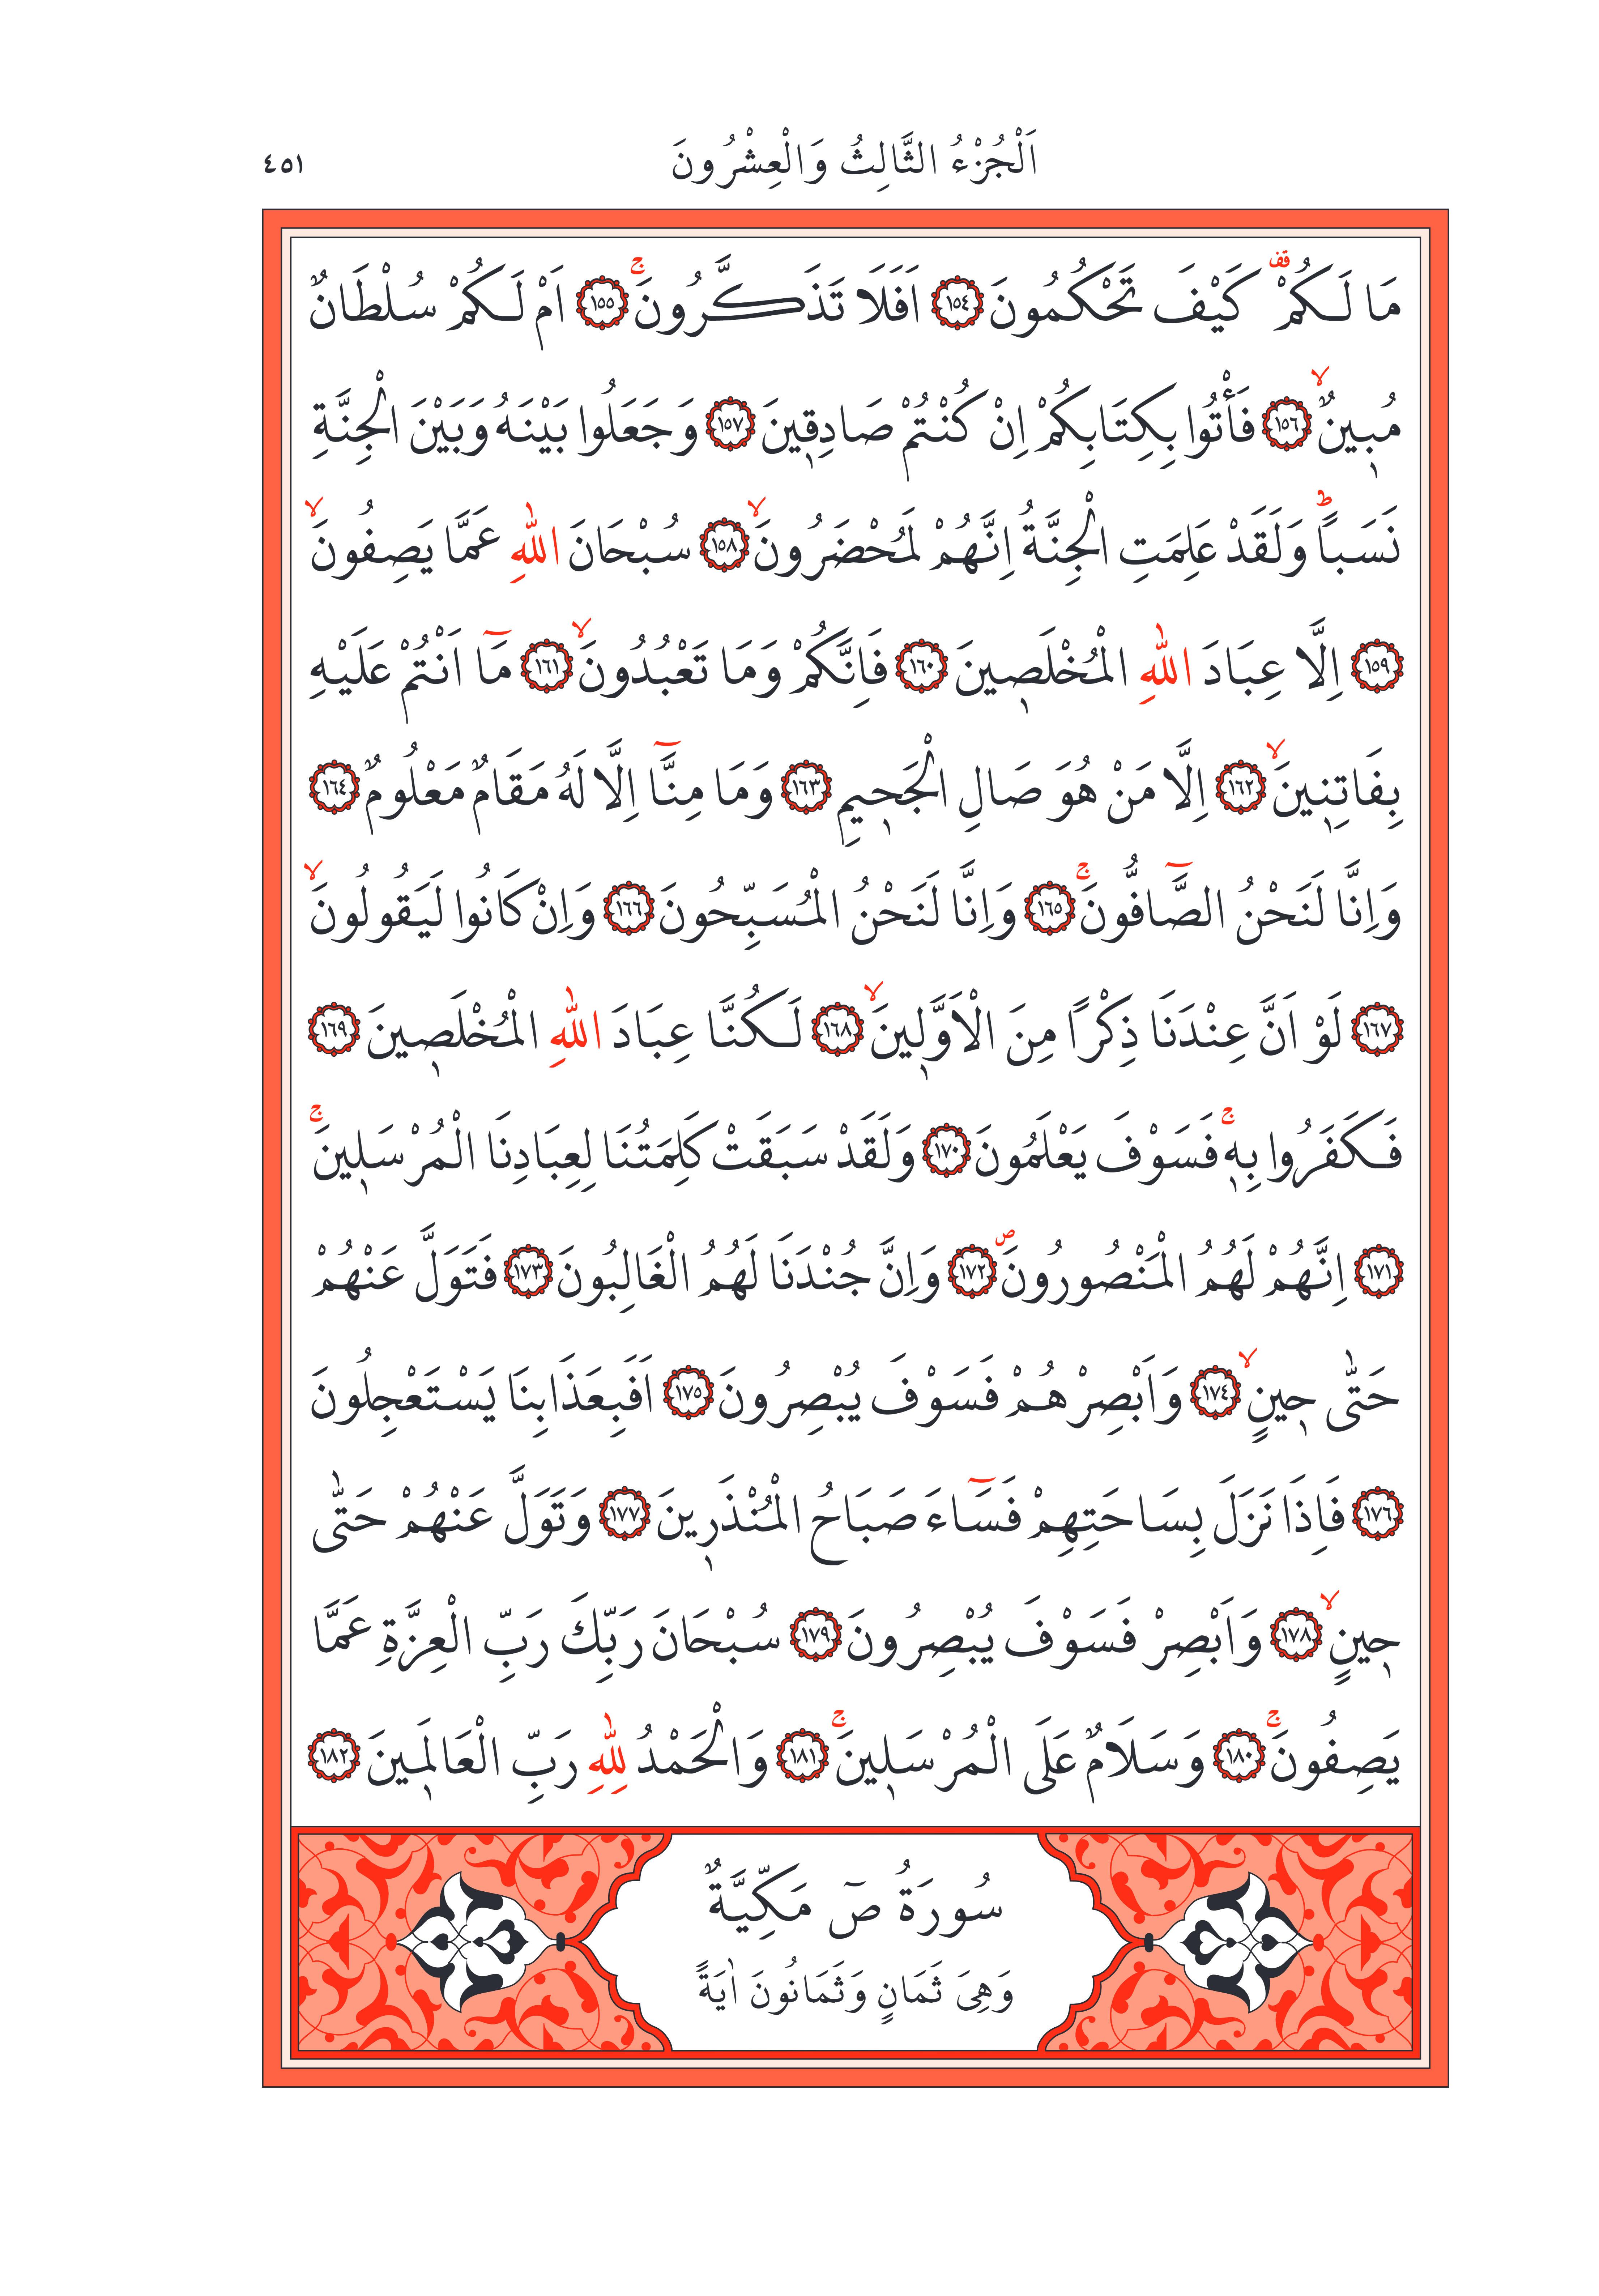 اَلْجُزْءُ الثَّالِثُ وَالْعِشْرُونَ
٤٥١
مَا لَكُمْ۠ كَيْفَ تَحْكُمُونَ ﴿١٥٤﴾ اَفَلَا تَذَكَّرُونَۚ ﴿١٥٥﴾ اَمْ لَكُمْ سُلْطَانٌ
مُب۪ينٌۙ ﴿١٥٦﴾ فَأْتُوا بِكِتَابِكُمْ اِنْ كُنْتُمْ صَادِق۪ينَ ﴿١٥٧﴾ وَجَعَلُوا بَيْنَهُ وَبَيْنَ الْجِنَّةِ
نَسَباًۜ وَلَقَدْ عَلِمَتِ الْجِنَّةُ اِنَّهُمْ لَمُحْضَرُونَۙ ﴿١٥٨﴾ سُبْحَانَ اللّٰهِ عَمَّا يَصِفُونَۙ
﴿١٥٩﴾ اِلَّا عِبَادَ اللّٰهِ الْمُخْلَص۪ينَ ﴿١٦٠﴾ فَاِنَّكُمْ وَمَا تَعْبُدُونَۙ ﴿١٦١﴾ مَٓا اَنْتُمْ عَلَيْهِ
بِفَاتِن۪ينَۙ ﴿١٦٢﴾ اِلَّا مَنْ هُوَ صَالِ الْجَح۪يمِ ﴿١٦٣﴾ وَمَا مِنَّٓا اِلَّا لَهُ مَقَامٌ مَعْلُومٌ ﴿١٦٤﴾
وَاِنَّا لَنَحْنُ الصَّٓافُّونَۚ ﴿١٦٥﴾ وَاِنَّا لَنَحْنُ الْمُسَبِّحُونَ ﴿١٦٦﴾ وَاِنْ كَانُوا لَيَقُولُونَۙ
﴿١٦٧﴾ لَوْ اَنَّ عِنْدَنَا ذِكْرًا مِنَ الْاَوَّل۪ينَۙ ﴿١٦٨﴾ لَكُنَّا عِبَادَ اللّٰهِ الْمُخْلَص۪ينَ ﴿١٦٩﴾
فَكَفَرُوا بِه۪ۚ فَسَوْفَ يَعْلَمُونَ ﴿١٧٠﴾ وَلَقَدْ سَبَقَتْ كَلِمَتُنَا لِعِبَادِنَا الْمُرْسَل۪ينَۚ
﴿١٧١﴾ اِنَّهُمْ لَهُمُ الْمَنْصُورُونَۖ ﴿١٧٢﴾ وَاِنَّ جُنْدَنَا لَهُمُ الْغَالِبُونَ ﴿١٧٣﴾ فَتَوَلَّ عَنْهُمْ
حَتّٰى ح۪ينٍۙ ﴿١٧٤﴾ وَاَبْصِرْهُمْ فَسَوْفَ يُبْصِرُونَ ﴿١٧٥﴾ اَفَبِعَذَابِنَا يَسْتَعْجِلُونَ
﴿١٧٦﴾ فَاِذَا نَزَلَ بِسَاحَتِهِمْ فَسَٓاءَ صَبَاحُ الْمُنْذَر۪ينَ ﴿١٧٧﴾ وَتَوَلَّ عَنْهُمْ حَتّٰى
ح۪ينٍۙ ﴿١٧٨﴾ وَاَبْصِرْ فَسَوْفَ يُبْصِرُونَ ﴿١٧٩﴾ سُبْحَانَ رَبِّكَ رَبِّ الْعِزَّةِ عَمَّا
يَصِفُونَۚ ﴿١٨٠﴾ وَسَلَامٌ عَلَى الْمُرْسَل۪ينَۚ ﴿١٨١﴾ وَالْحَمْدُ لِلّٰهِ رَبِّ الْعَالَم۪ينَ ﴿١٨٢﴾
سُورَةُ صٓ مَكِّيَّةٌ
وَهِىَ ثَمَانٍ وَثَمَانُونَ اٰيَةً